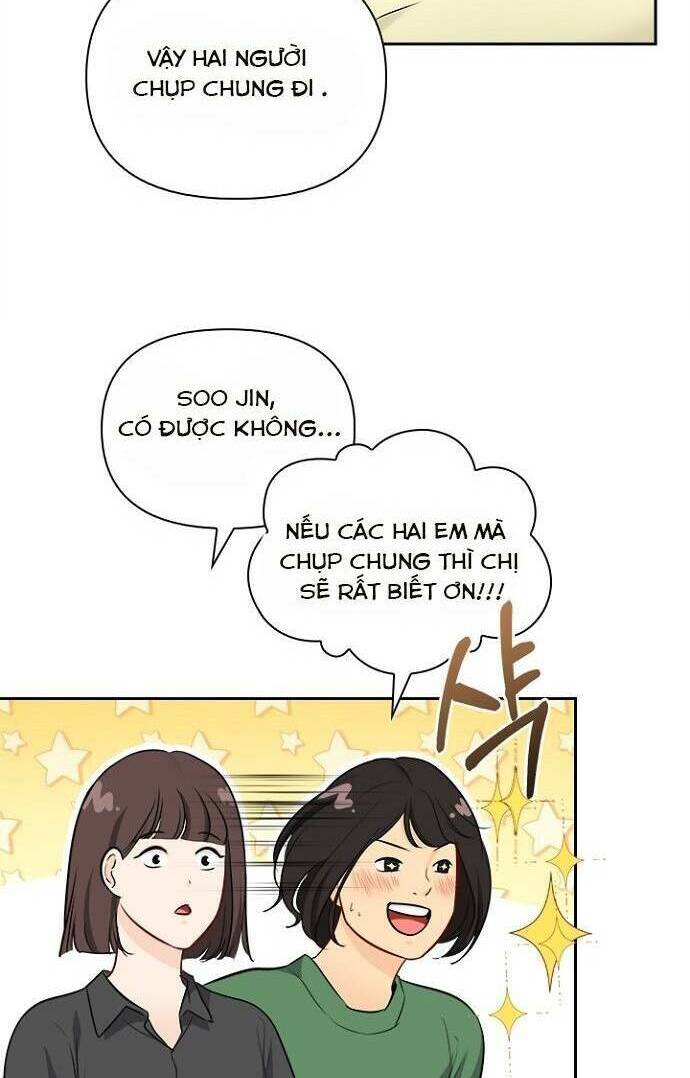 VẬY HAI NGƯỜI
CHỤP CHUNG ĐI .
SOO JIN,
CÓ ĐƯỢC KHÔNG...
NẾU CÁC HAI EM MÀ
CHỤP CHUNG THÌ CHỊ
SẼ RẤT BIẾT ƠN!!!
샥